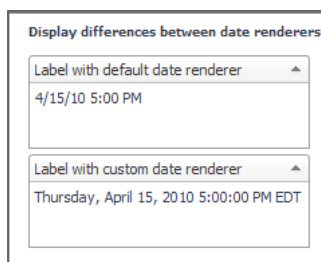 Display differences between date renderers
Label with default date renderer
4/15/10 5:00 PM
Label with custom date renderer
Thursday, April 15, 2010 5:00:00 PM EDT